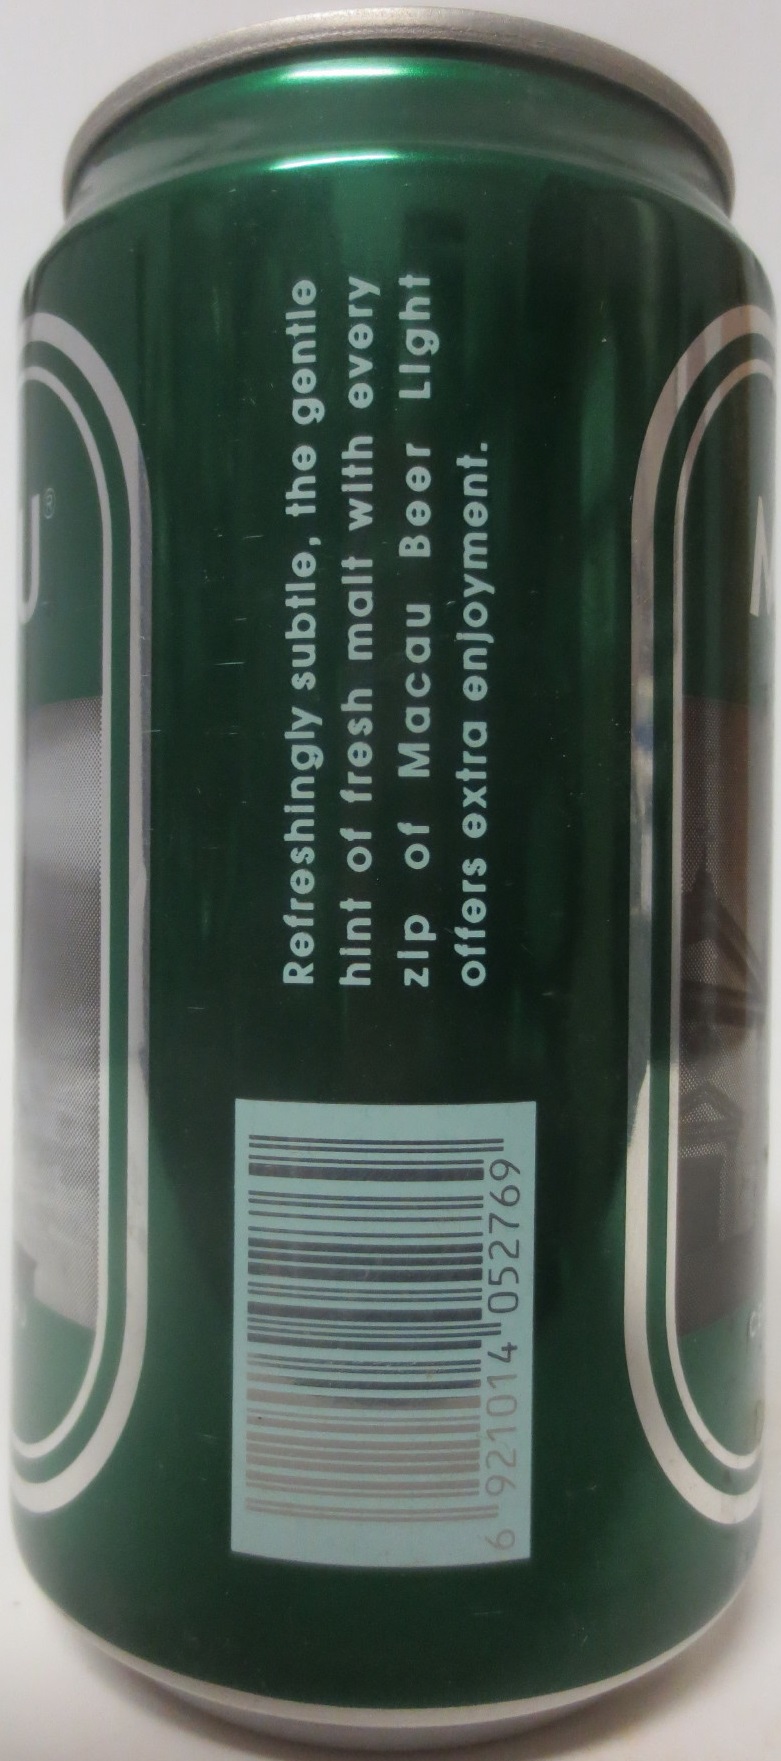 Refreshingly subtle, the gentle
hint of fresh malt with every
zip of Macau Beer Light
offers extra enjoyment.
6 921014 052769
U